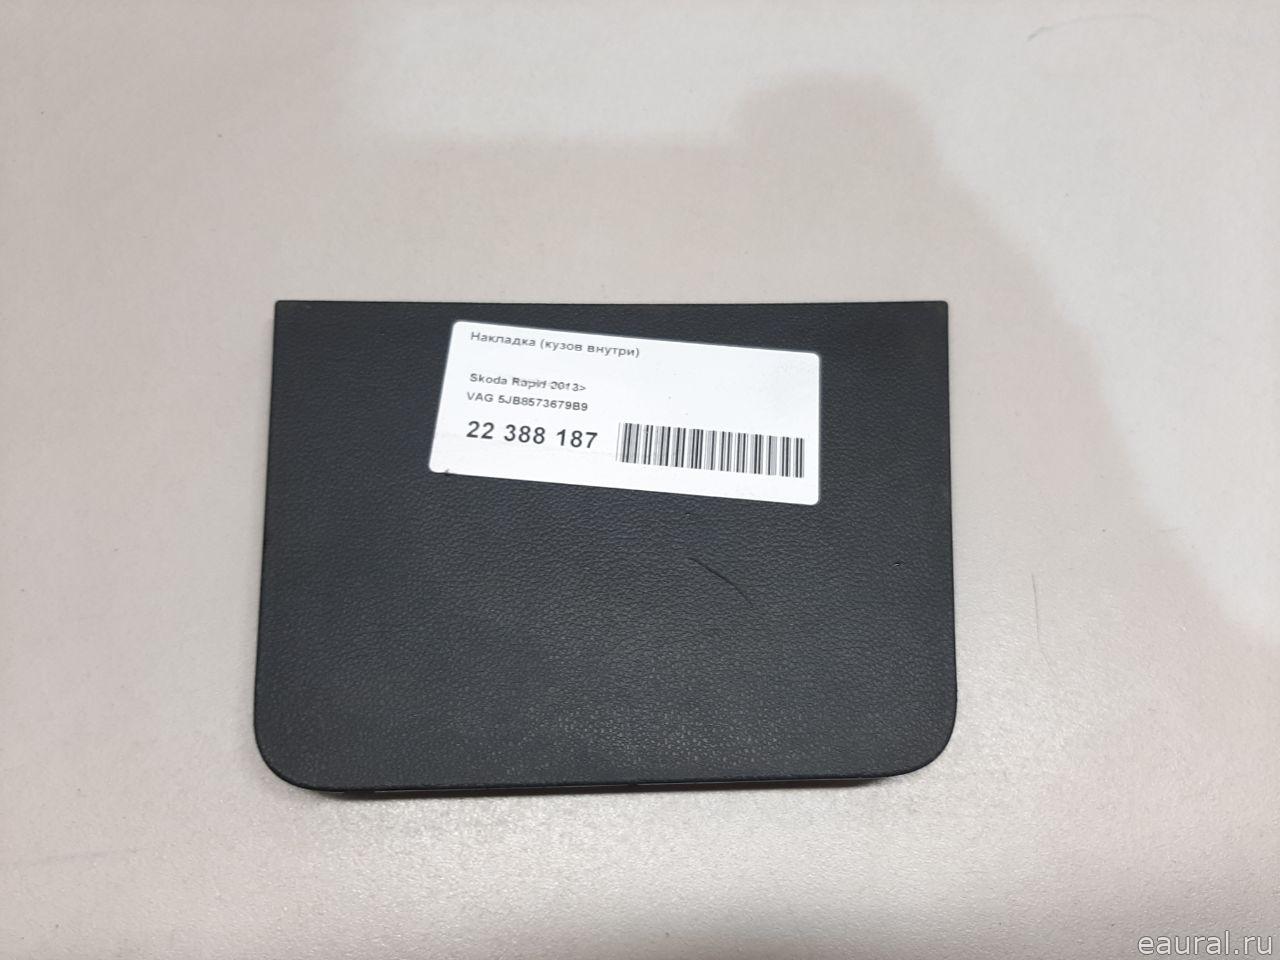 Накладка (кузов внутри)
Skoda Rapid 2013>
VAG 5JB8573679B9
22 388 187
eaural.ru